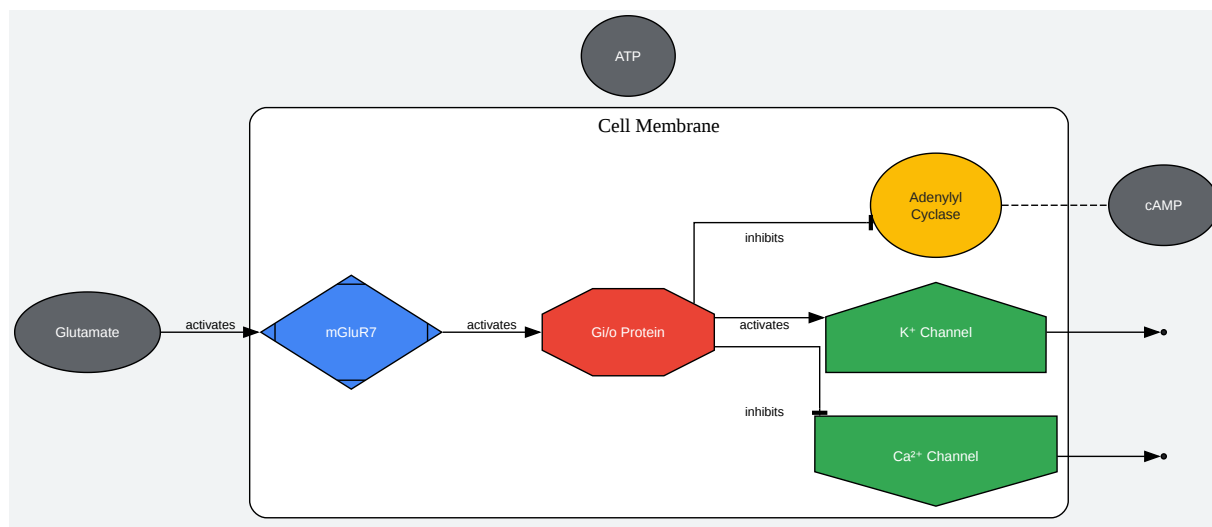 ATP
Cell Membrane
Adenylyl
Cyclase
cAMP
inhibits
Glutamate
activates
mGluR7
activates
Gi/o Protein
activates
K⁺ Channel
inhibits
Ca²⁺ Channel